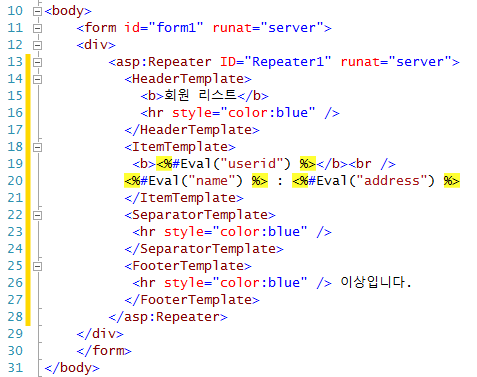 10 <body>
11     <form id="form1" runat="server">
12     <div>
13         <asp:Repeater ID="Repeater1" runat="server">
14           <HeaderTemplate>
15             <b>회원 리스트</b>
16             <hr style="color:blue" />
17           </HeaderTemplate>
18           <ItemTemplate>
19            <b><%#Eval("userid") %></b><br />
20           <%#Eval("name") %> : <%#Eval("address") %>
21           </ItemTemplate>
22           <SeparatorTemplate>
23            <hr style="color:blue" />
24           </SeparatorTemplate>
25           <FooterTemplate>
26            <hr style="color:blue" /> 이상입니다.
27           </FooterTemplate>
28         </asp:Repeater>
29     </div>
30     </form>
31 </body>